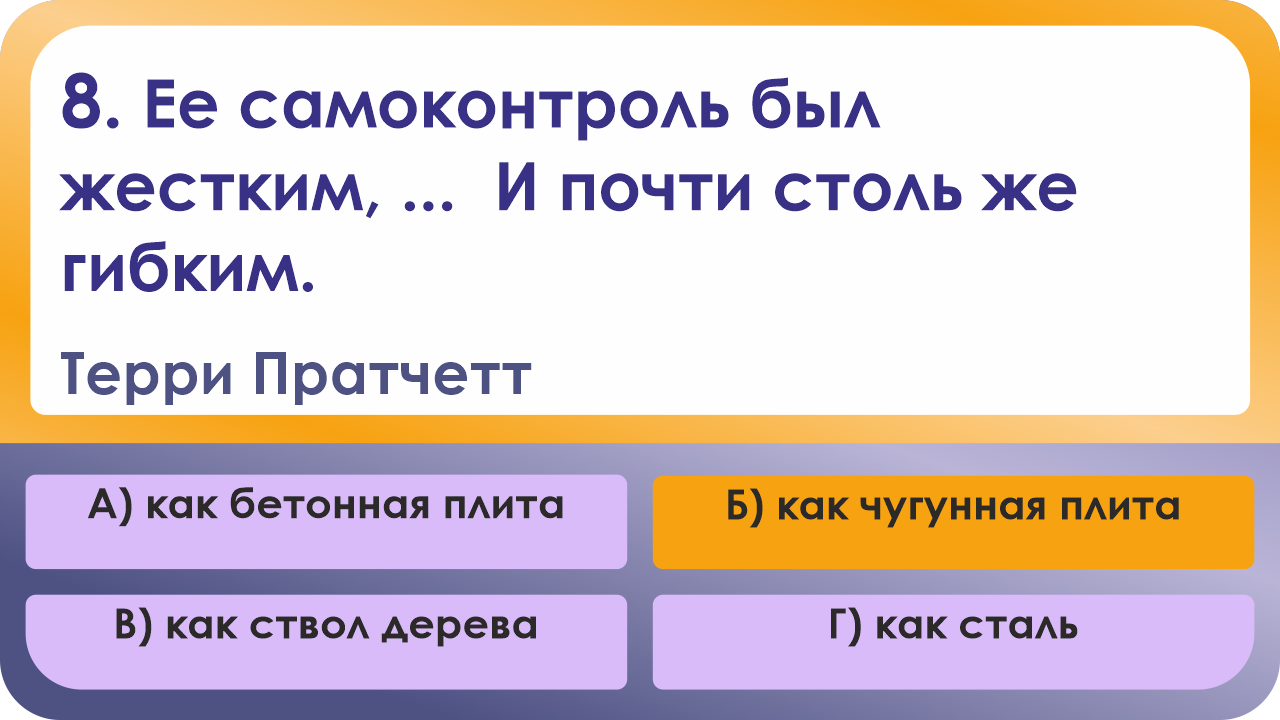 8. Ее самоконтроль был
жестким, ... И почти столь же
гибким.
Терри Пратчетт
А) как бетонная плита
Б) как чугунная плита
В) как ствол дерева
Г) как сталь